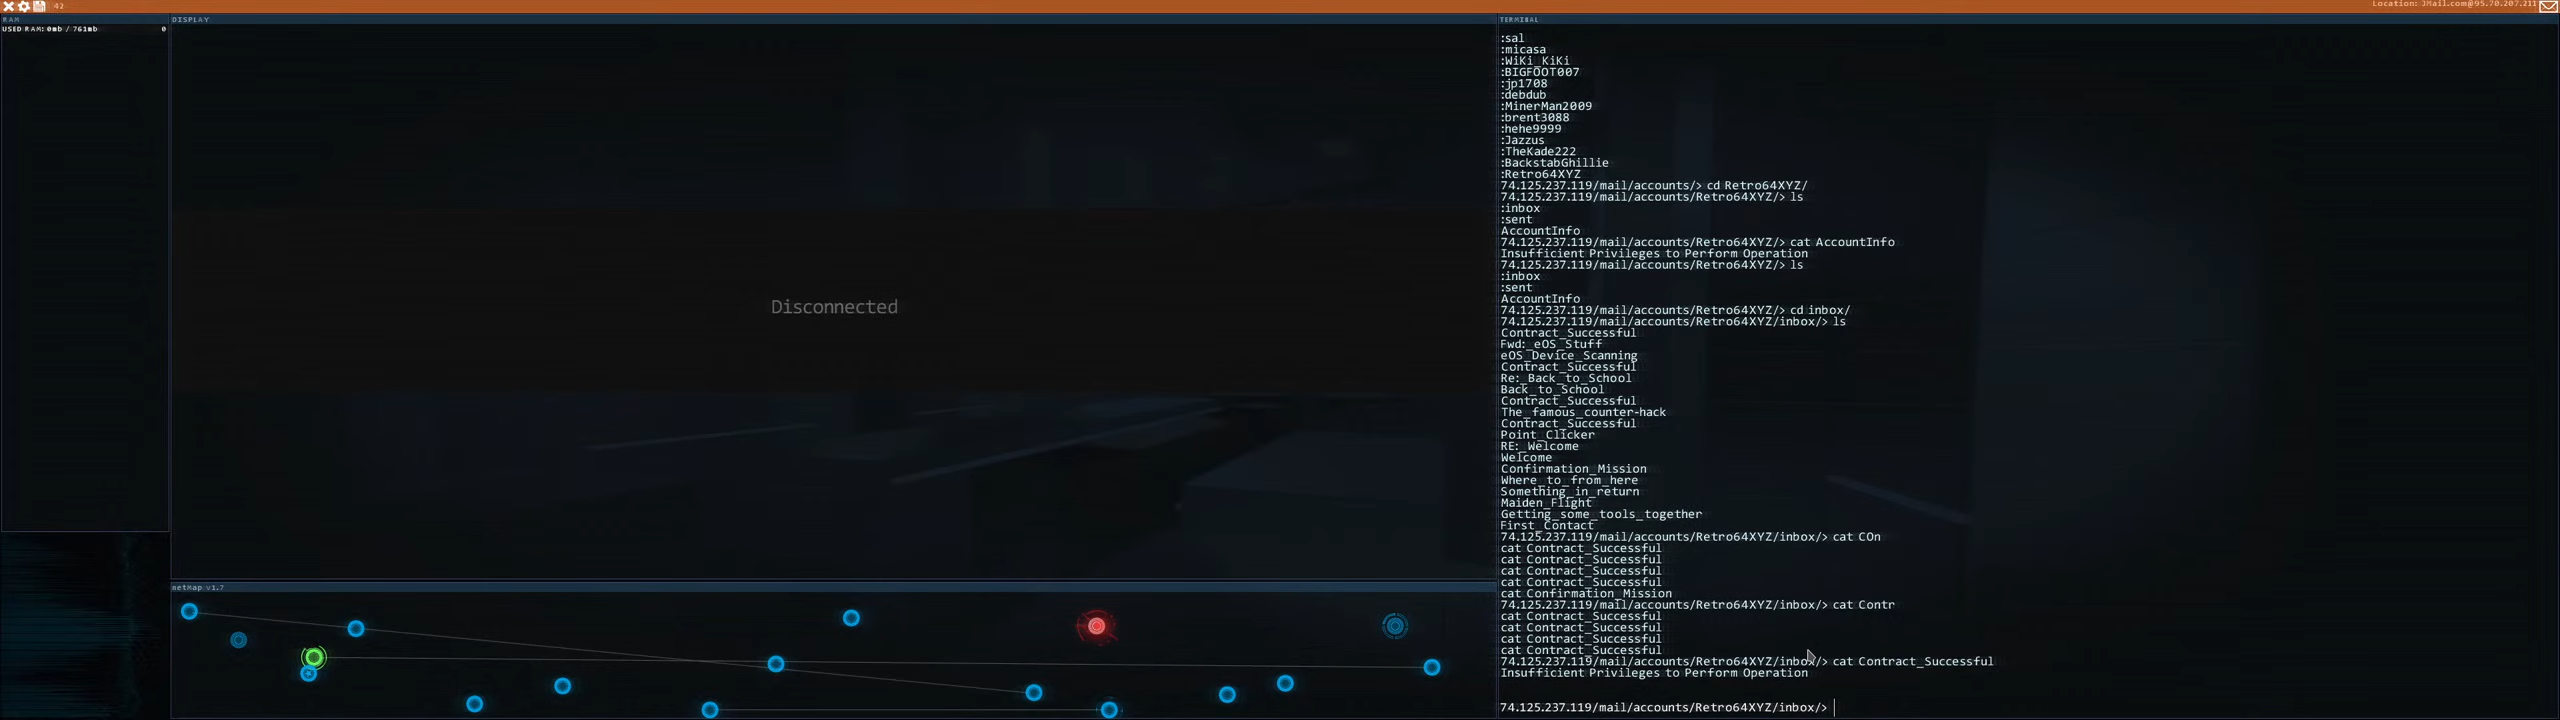 42
Location: JMail.com@95.70.207.211
RAM
USED RAM: 0mb / 761mb 0
DISPLAY
Disconnected
netMap v1.7
TERMINAL
:sal
:micasa
:WiKi_KiKi
:BIGFOOT007
:jp1708
:debdub
:MinerMan2009
:brent3088
:hehe9999
:Jazzus
:TheKade222
:BackstabGhillie
:Retro64XYZ
74.125.237.119/mail/accounts/> cd Retro64XYZ/
74.125.237.119/mail/accounts/Retro64XYZ/> ls
:inbox
:sent
AccountInfo
74.125.237.119/mail/accounts/Retro64XYZ/> cat AccountInfo
Insufficient Privileges to Perform Operation
74.125.237.119/mail/accounts/Retro64XYZ/> ls
:inbox
:sent
AccountInfo
74.125.237.119/mail/accounts/Retro64XYZ/> cd inbox/
74.125.237.119/mail/accounts/Retro64XYZ/inbox/> ls
Contract_Successful
Fwd:_eOS_Stuff
eOS_Device_Scanning
Contract_Successful
Re:_Back_to_School
Back_to_School
Contract_Successful
The_famous_counter-hack
Contract_Successful
Point_Clicker
RE:_Welcome
Welcome
Confirmation_Mission
Where_to_from_here
Something_in_return
Maiden_Flight
Getting_some_tools_together
First_Contact
74.125.237.119/mail/accounts/Retro64XYZ/inbox/> cat COn
cat Contract_Successful
cat Contract_Successful
cat Contract_Successful
cat Contract_Successful
cat Confirmation_Mission
74.125.237.119/mail/accounts/Retro64XYZ/inbox/> cat Contr
cat Contract_Successful
cat Contract_Successful
cat Contract_Successful
cat Contract_Successful
74.125.237.119/mail/accounts/Retro64XYZ/inbox/> cat Contract_Successful
Insufficient Privileges to Perform Operation
74.125.237.119/mail/accounts/Retro64XYZ/inbox/>